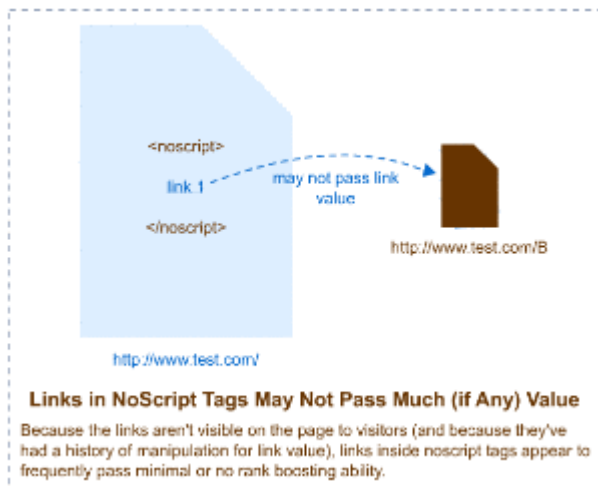 <noscript>
link 1
may not pass link
value
</noscript>
http://www.test.com/B
http://www.test.com/
Links in NoScript Tags May Not Pass Much (if Any) Value
Because the links aren't visible on the page to visitors (and because they've
had a history of manipulation for link value), links inside noscript tags appear to
frequently pass minimal or no rank boosting ability.